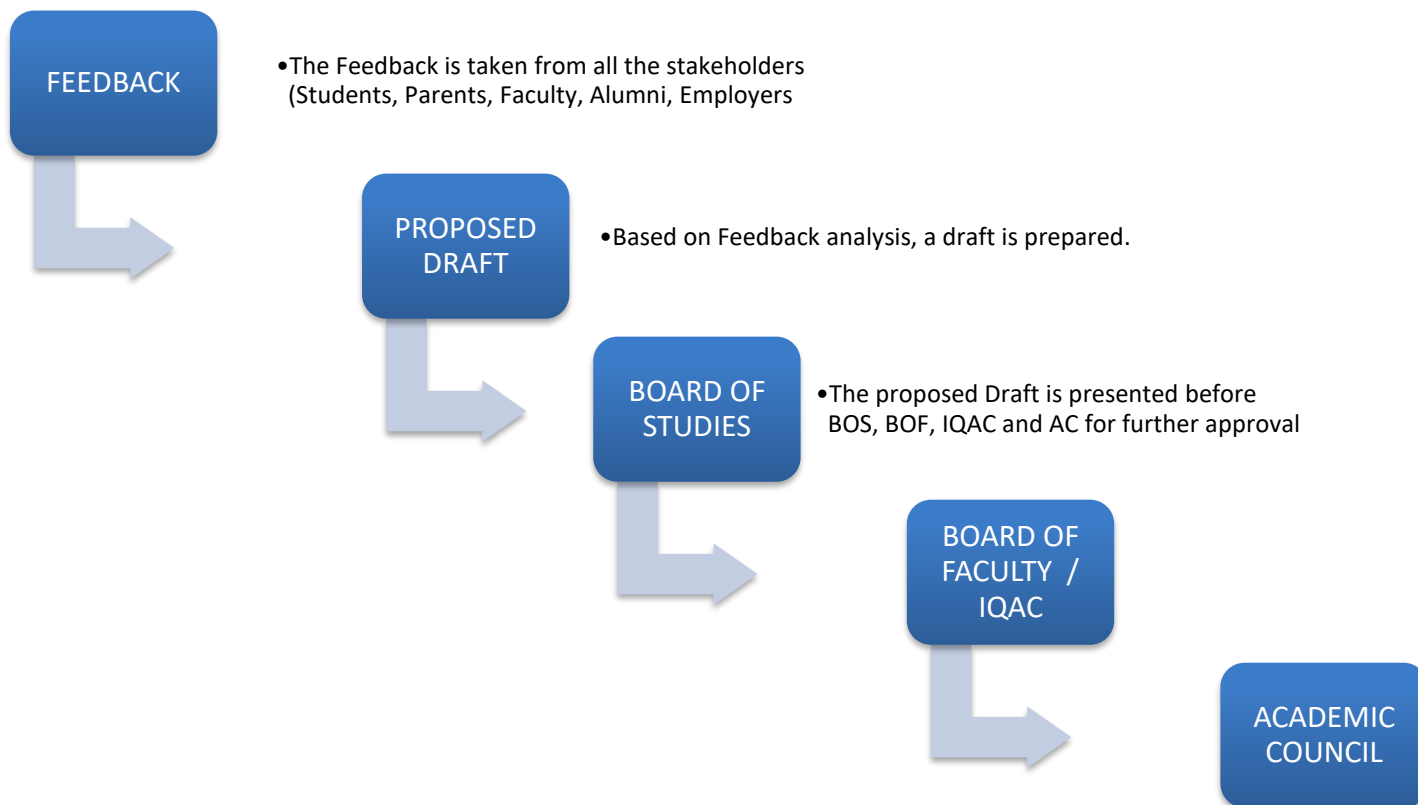 FEEDBACK
•The Feedback is taken from all the stakeholders
(Students, Parents, Faculty, Alumni, Employers
PROPOSED
DRAFT
•Based on Feedback analysis, a draft is prepared.
BOARD OF
STUDIES
•The proposed Draft is presented before
BOS, BOF, IQAC and AC for further approval
BOARD OF
FACULTY /
IQAC
ACADEMIC
COUNCIL